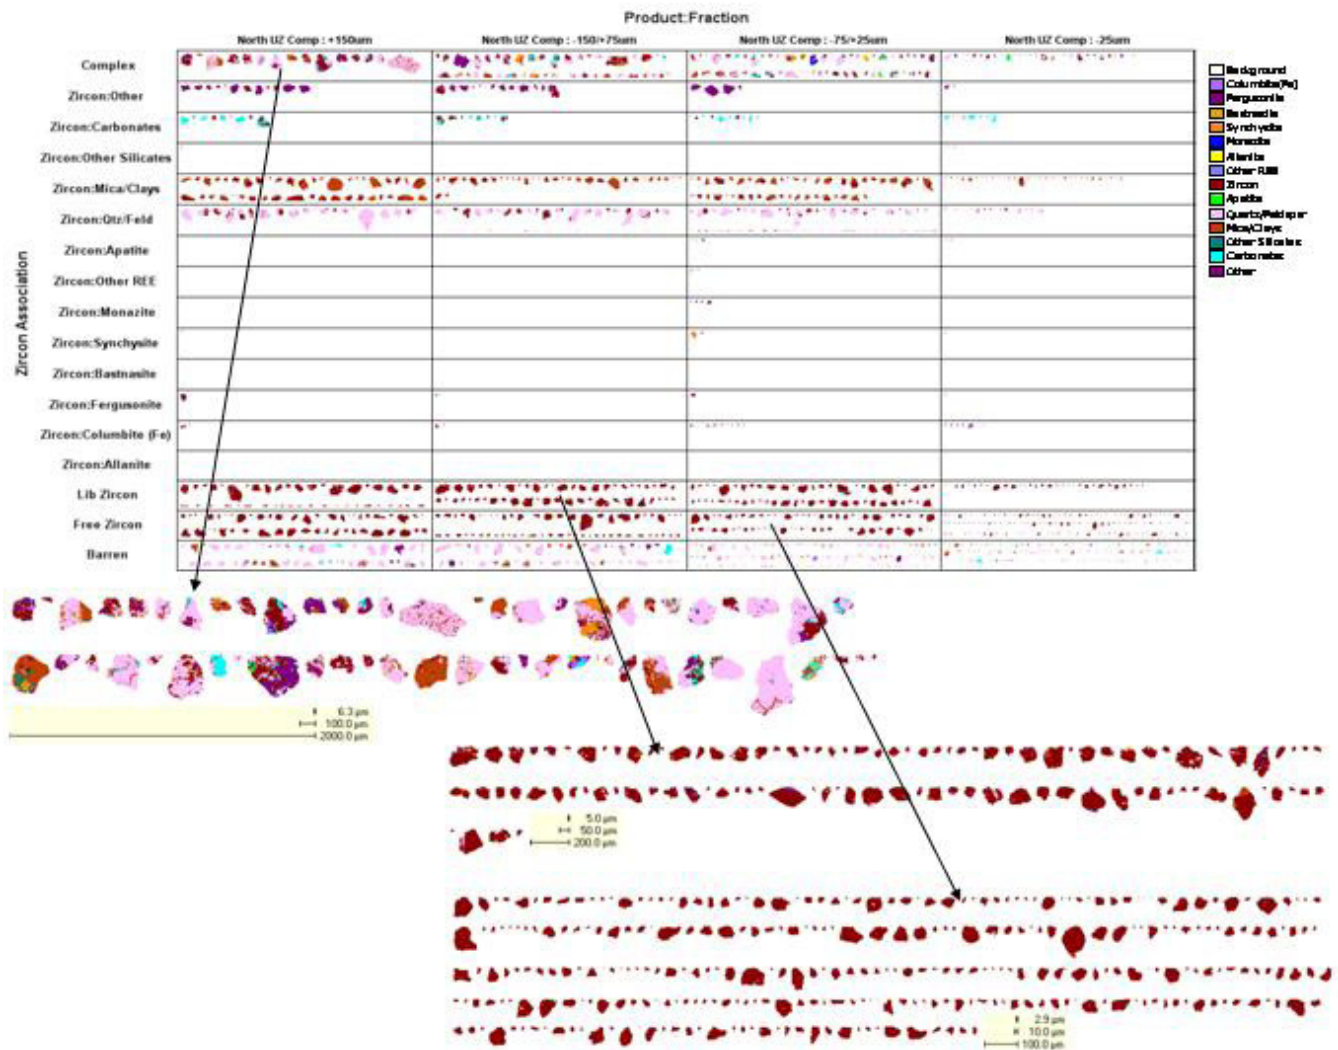 Product:Fraction
North UZ Comp : +150um
North UZ Comp : -150/+75um
North UZ Comp : -75/+25um
North UZ Comp : -25um
Zircon Association
Complex
Zircon:Other
Zircon:Carbonates
Zircon:Other Silicates
Zircon:Mica/Clays
Zircon:Qtz/Feld
Zircon:Apatite
Zircon:Other REE
Zircon:Monazite
Zircon:Synchysite
Zircon:Bastnasite
Zircon:Fergusonite
Zircon:Columbite (Fe)
Zircon:Allanite
Lib Zircon
Free Zircon
Barren
Background
Columbite(Fe)
Fergusonite
Bastnasite
Synchysite
Monazite
Allanite
Other REE
Zircon
Apatite
Quartz/Feldspar
Mica/Clays
Other Silicates
Carbonates
Other
6.3 µm
100.0 µm
2000.0 µm
5.0 µm
50.0 µm
200.0 µm
2.9 µm
10.0 µm
100.0 µm